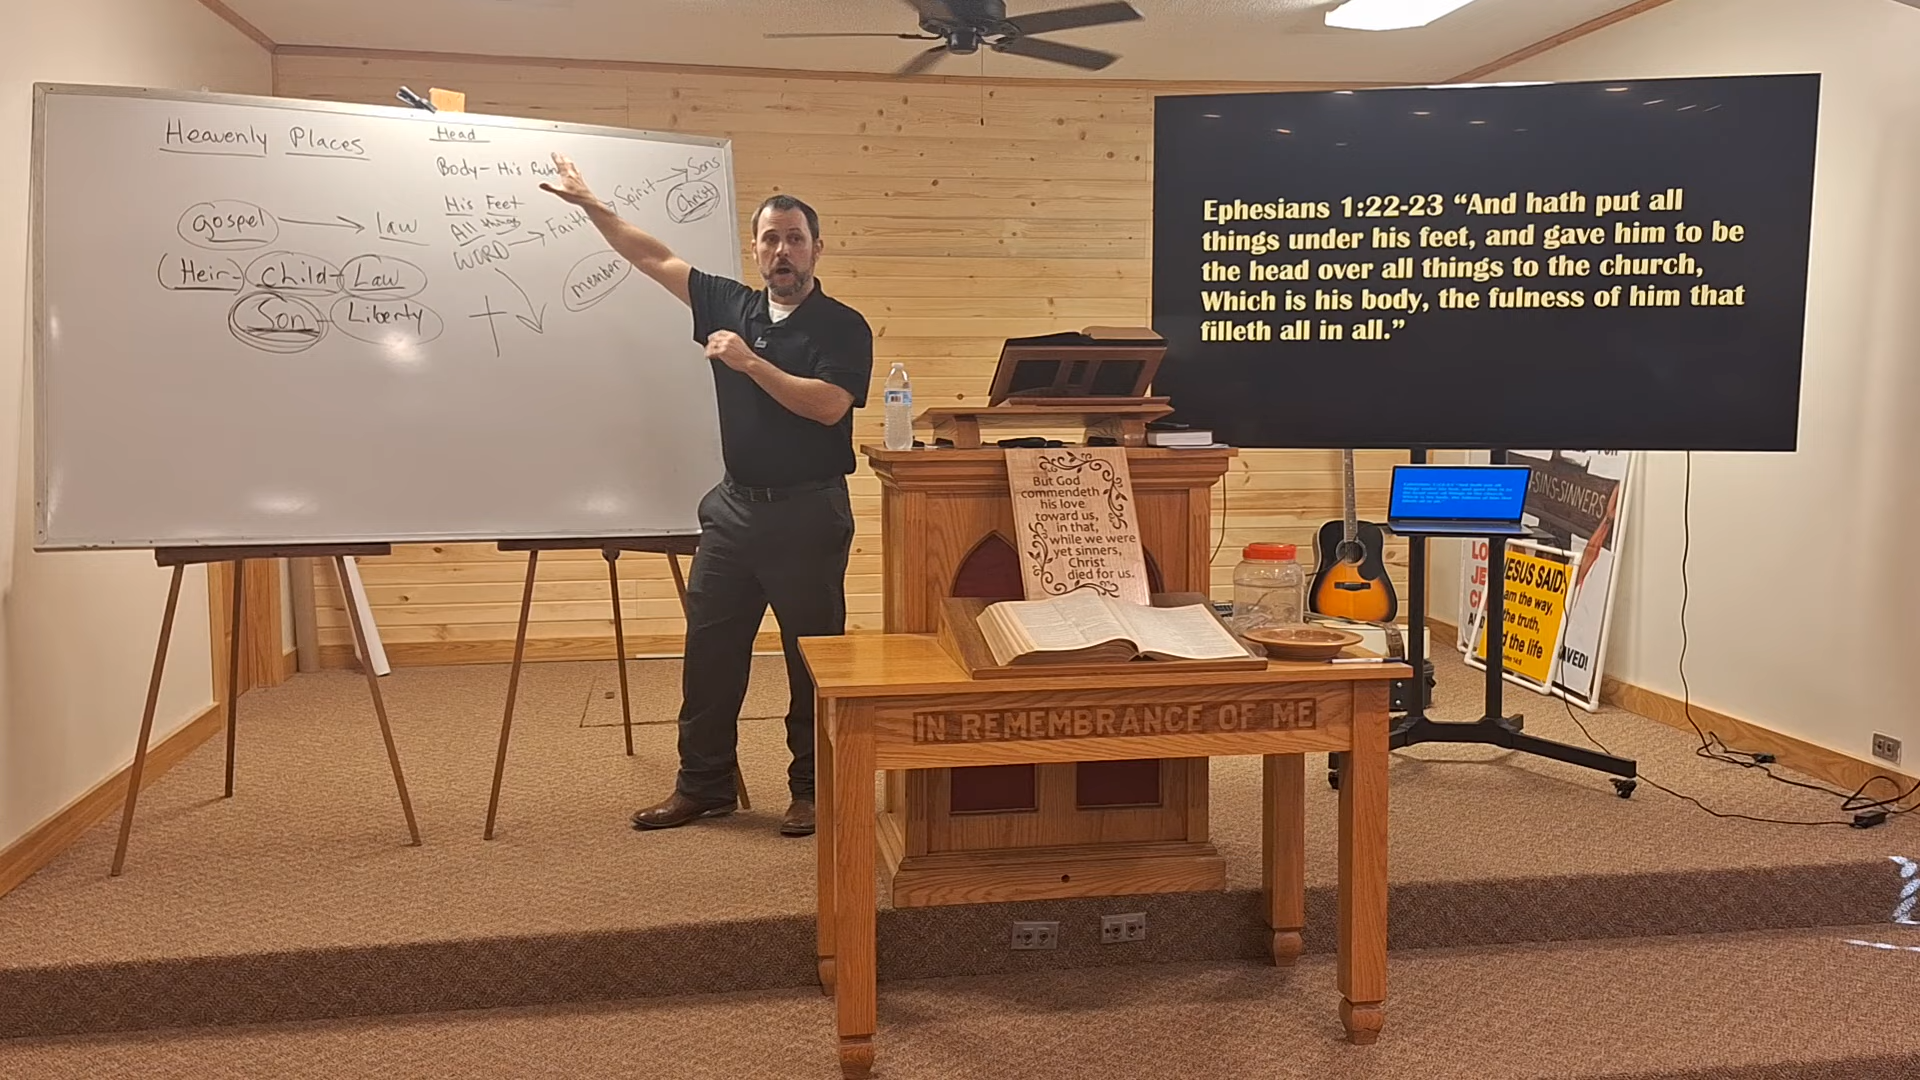 Heavenly Places
Head
Body - His
His Feet
All things
WORD → Faith → Spirit → Sons
Christ
member
gospel → law
(Heir - Child - Law
Son - Liberty
Ephesians 1:22-23 “And hath put all
things under his feet, and gave him to be
the head over all things to the church,
Which is his body, the fulness of him that
filleth all in all.”
But God
commendeth
his love
toward us,
in that,
while we were
yet sinners,
Christ
died for us.
IN REMEMBRANCE OF ME
-SINS-SINNERS
JESUS SAID:
am the way,
the truth,
d the life